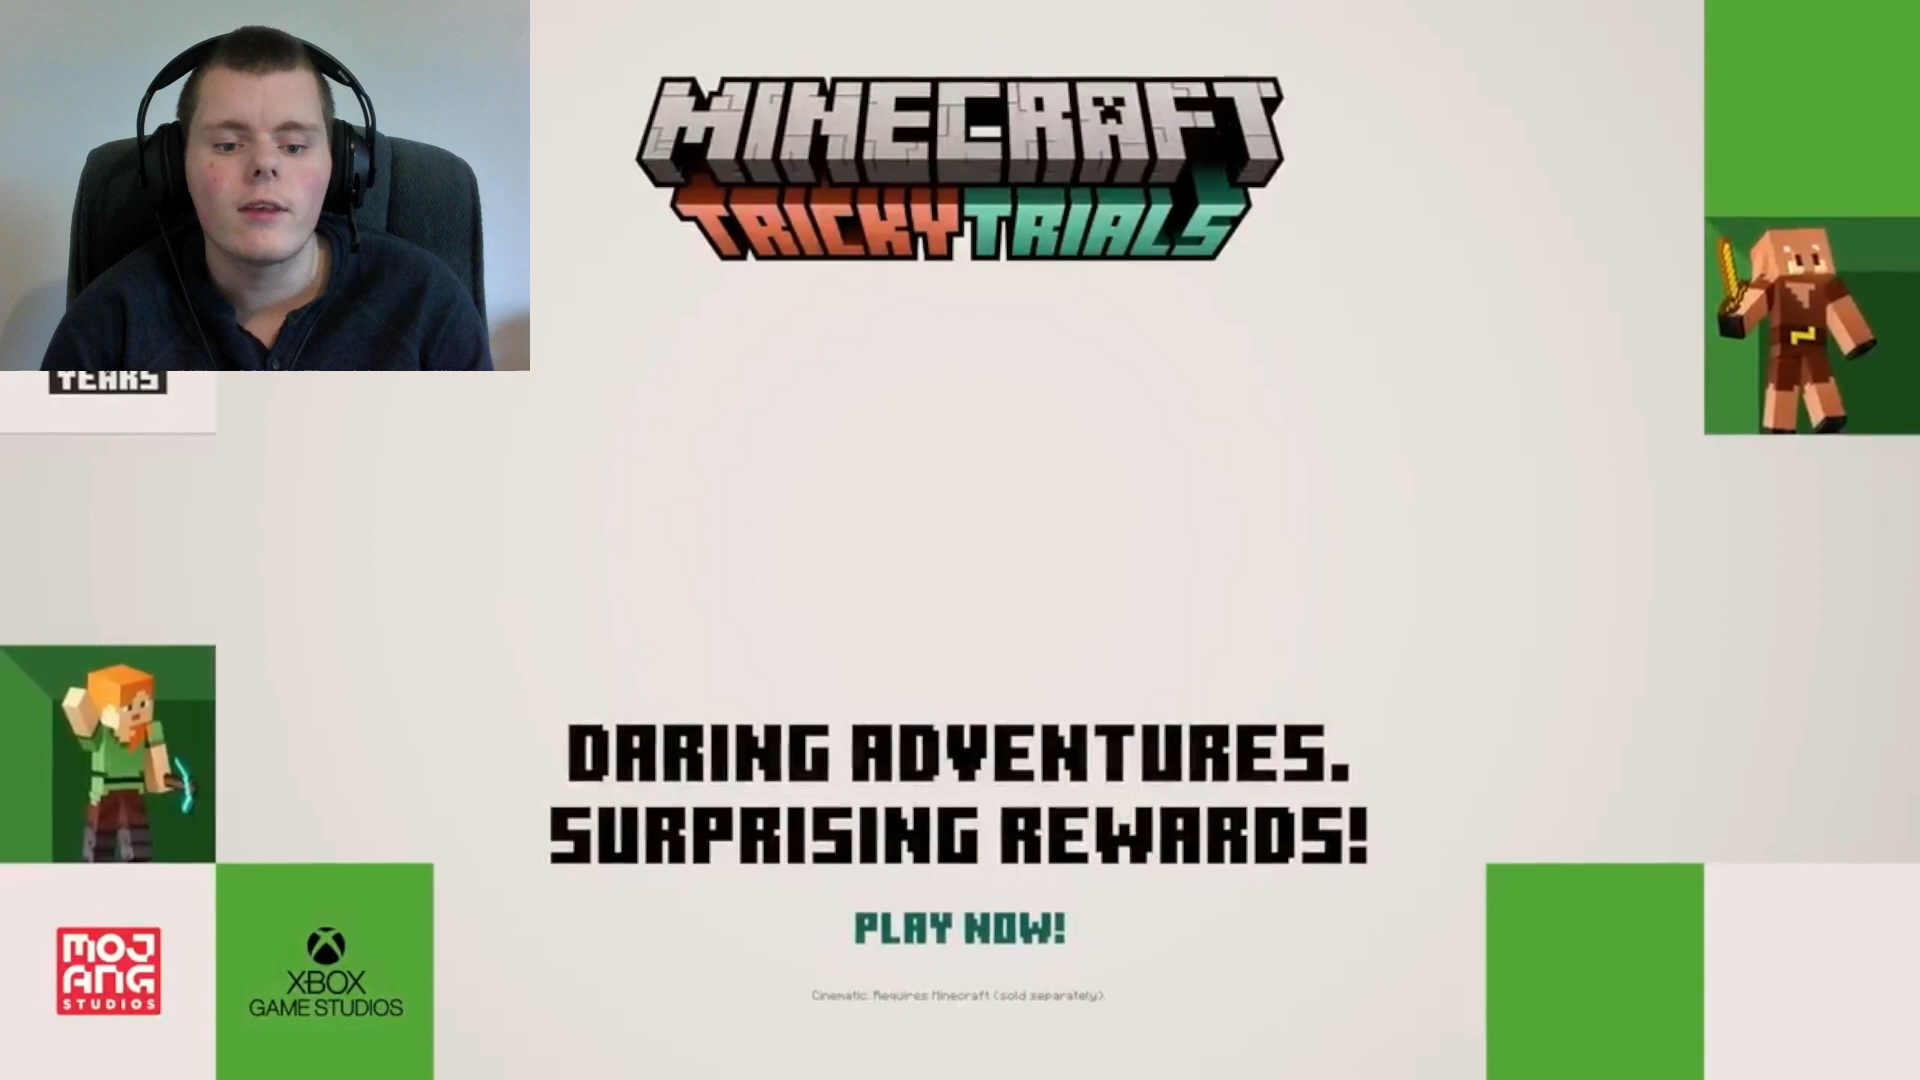 MINECRAFT
TRICKY TRIALS
YEARS
DARING ADVENTURES.
SURPRISING REWARDS!
PLAY NOW!
Cinematic. Requires Minecraft (sold separately).
MOJ
ANG
STUDIOS
XBOX
GAME STUDIOS